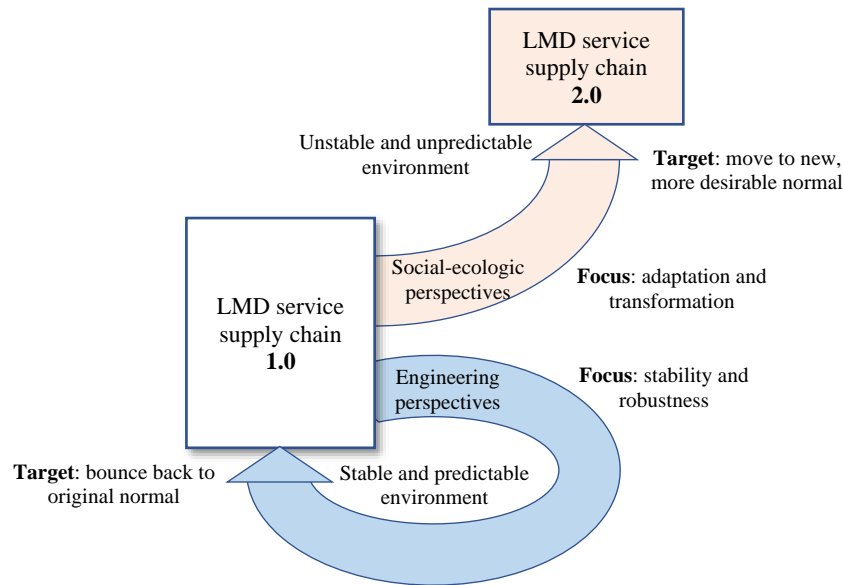 LMD service
supply chain
2.0
Unstable and unpredictable
environment
Target: move to new,
more desirable normal
Social-ecologic
perspectives
Focus: adaptation and
transformation
LMD service
supply chain
1.0
Engineering
perspectives
Focus: stability and
robustness
Target: bounce back to
original normal
Stable and predictable
environment